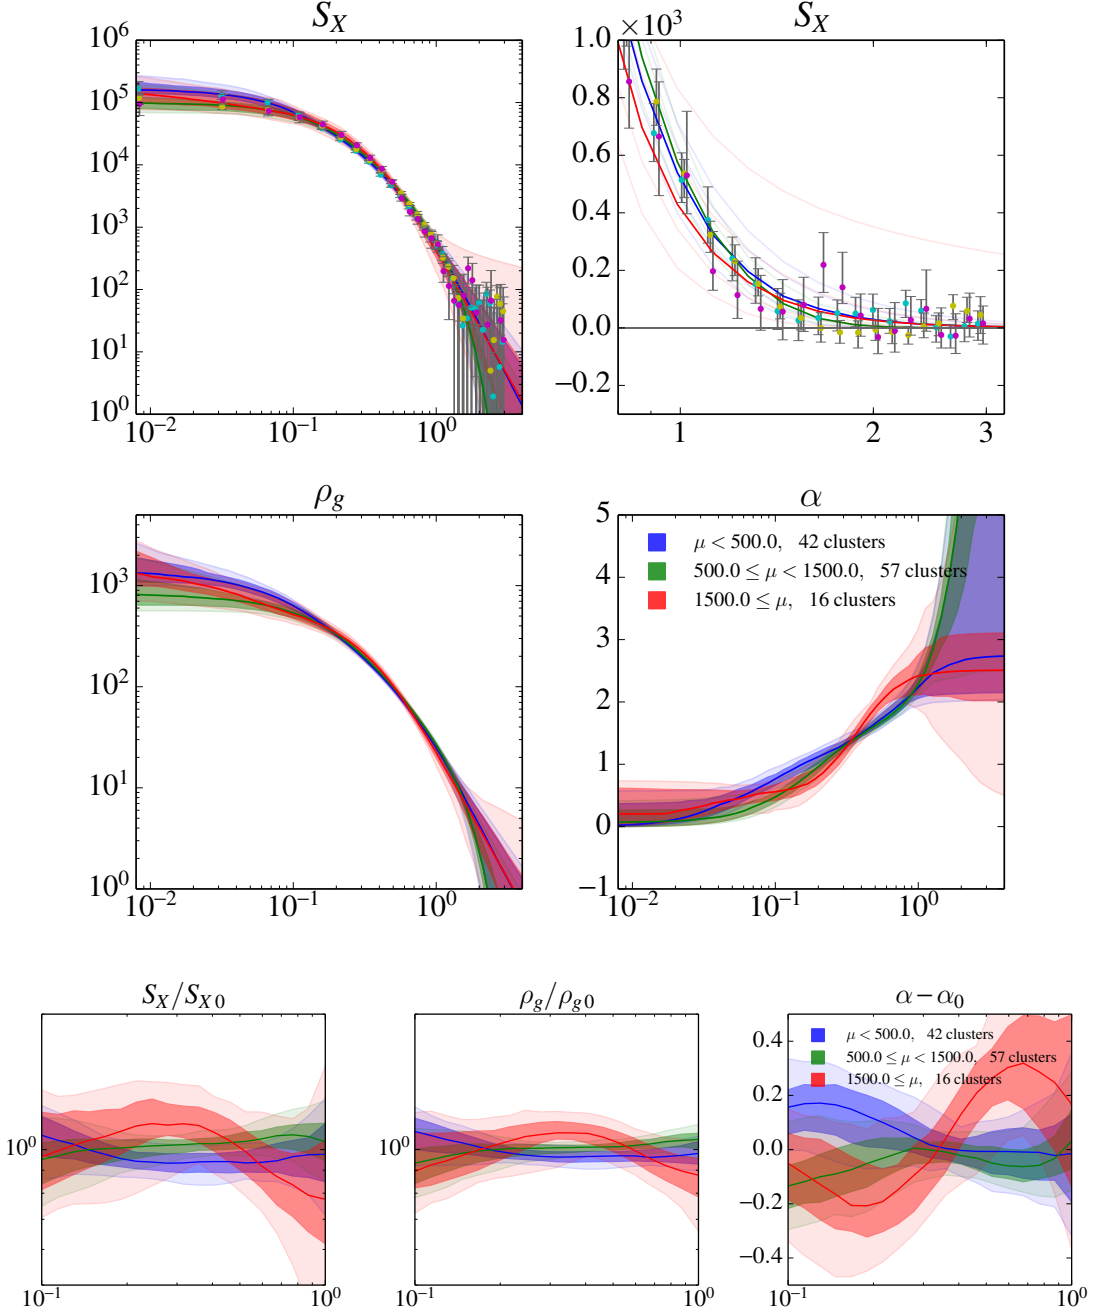 S_X
10^6
10^5
10^4
10^3
10^2
10^1
10^0
10^-2 10^-1 10^0
S_X
×10^3
1.0
0.8
0.6
0.4
0.2
0.0
−0.2
1 2 3
ρ_g
10^3
10^2
10^1
10^0
10^-2 10^-1 10^0
α
5
4
3
2
1
0
−1
μ < 500.0, 42 clusters
500.0 ≤ μ < 1500.0, 57 clusters
1500.0 ≤ μ, 16 clusters
10^-2 10^-1 10^0
S_X/S_X0
10^0
10^-1 10^0
ρ_g/ρ_g0
10^0
10^-1 10^0
α − α_0
0.4
0.2
0.0
−0.2
−0.4
μ < 500.0, 42 clusters
500.0 ≤ μ < 1500.0, 57 clusters
1500.0 ≤ μ, 16 clusters
10^-1 10^0